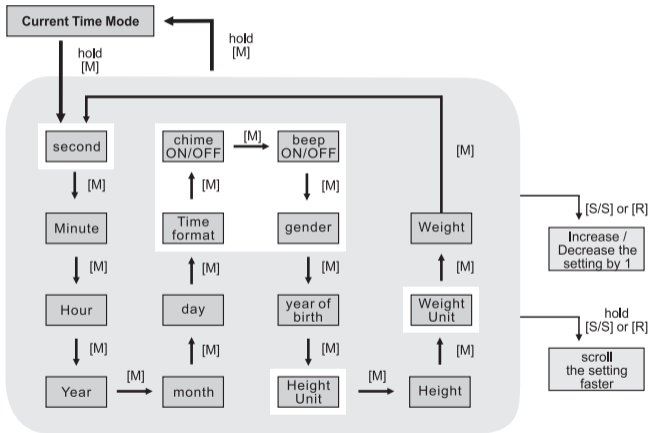 Current Time Mode
hold
[M]
hold
[M]
second
[M]
Minute
[M]
Hour
[M]
Year
[M]
month
[M]
day
[M]
Time
format
[M]
chime
ON/OFF
[M]
beep
ON/OFF
[M]
gender
[M]
year of
birth
[M]
Height
Unit
[M]
Height
[M]
Weight
Unit
[M]
Weight
[M]
[S/S] or [R]
Increase /
Decrease the
setting by 1
hold
[S/S] or [R]
scroll
the setting
faster